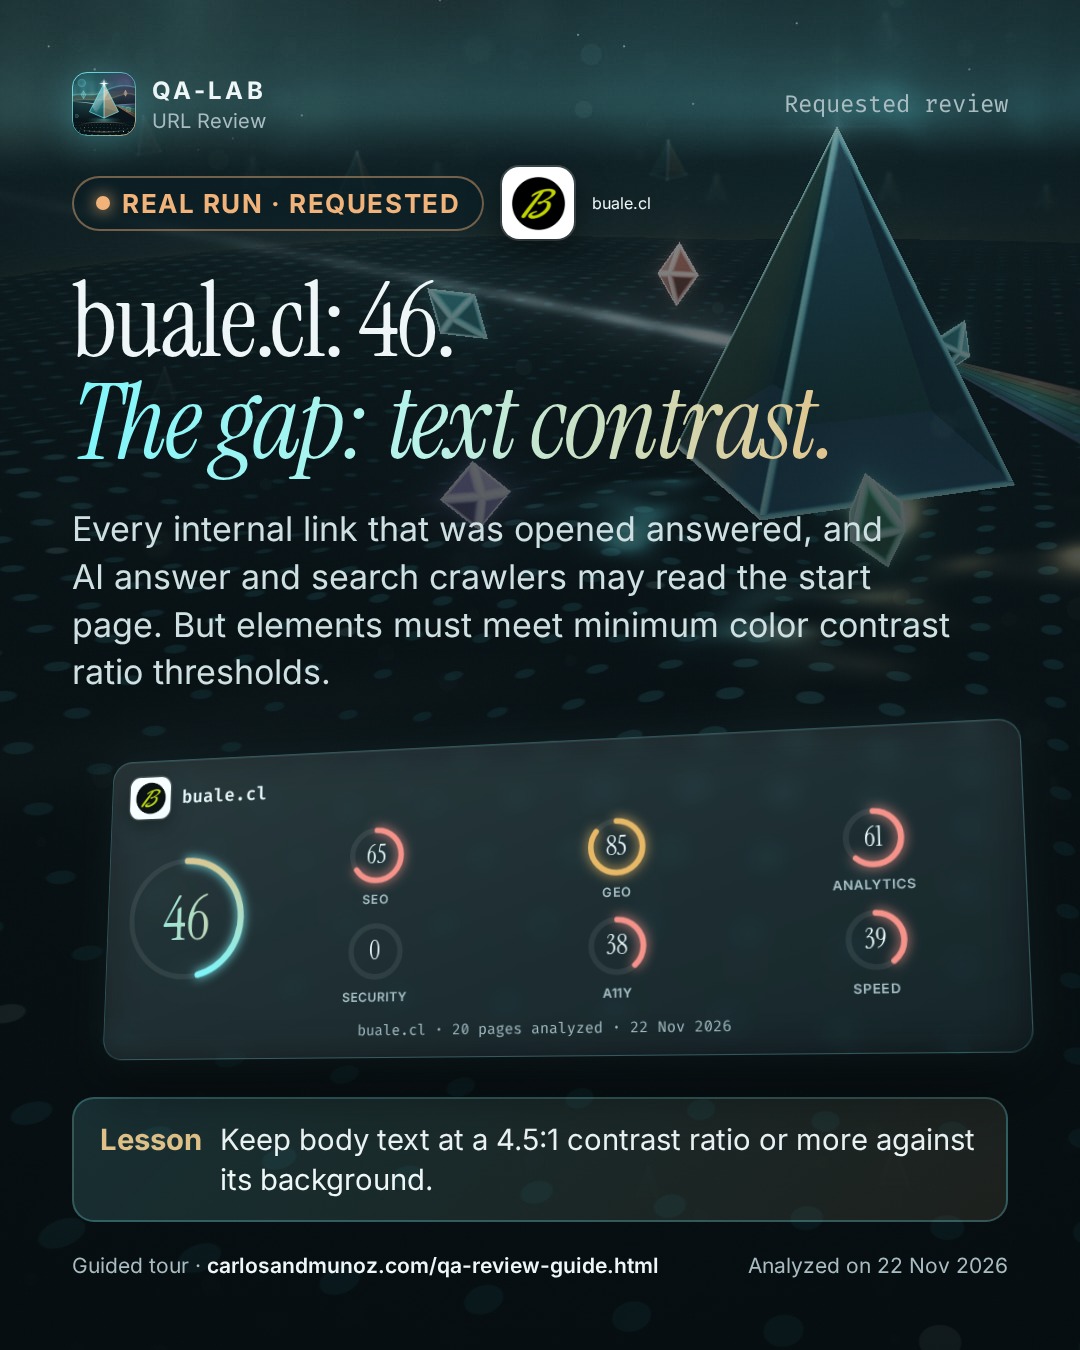 QA-LAB
URL Review
Requested review
REAL RUN · REQUESTED
B
buale.cl
buale.cl: 46.
The gap: text contrast.
Every internal link that was opened answered, and
AI answer and search crawlers may read the start
page. But elements must meet minimum color contrast
ratio thresholds.
B
buale.cl
46
65
SEO
85
GEO
61
ANALYTICS
0
SECURITY
38
A11Y
39
SPEED
buale.cl · 20 pages analyzed · 22 Nov 2026
Lesson
Keep body text at a 4.5:1 contrast ratio or more against
its background.
Guided tour · carlosandmunoz.com/qa-review-guide.html
Analyzed on 22 Nov 2026